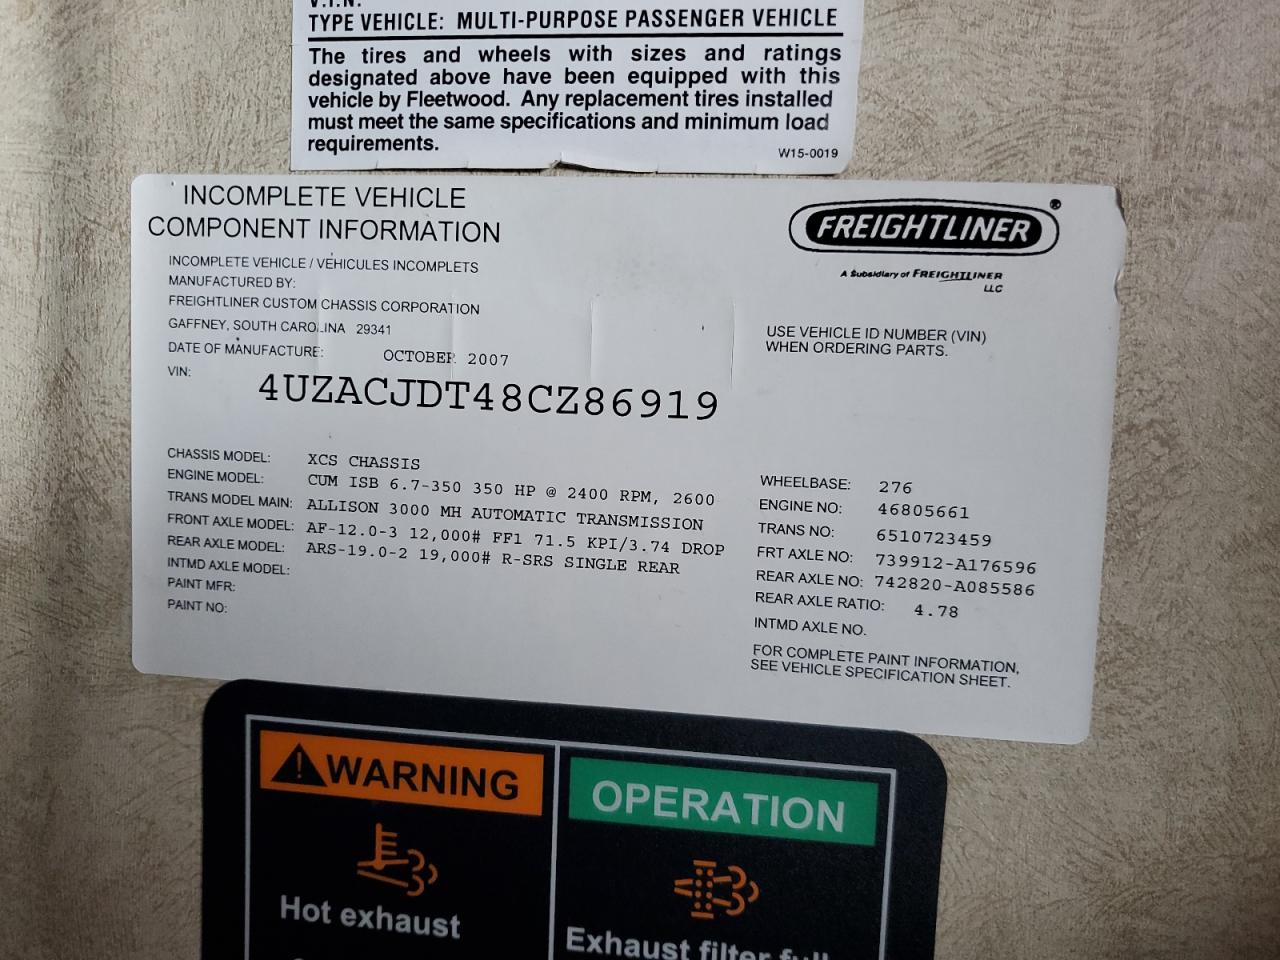 V.I.N.
TYPE VEHICLE: MULTI-PURPOSE PASSENGER VEHICLE
The tires and wheels with sizes and ratings
designated above have been equipped with this
vehicle by Fleetwood. Any replacement tires installed
must meet the same specifications and minimum load
requirements.
W15-0019
INCOMPLETE VEHICLE
COMPONENT INFORMATION
FREIGHTLINER®
A Subsidiary of FREIGHTLINER
LLC
INCOMPLETE VEHICLE / VEHICULES INCOMPLETS
MANUFACTURED BY:
FREIGHTLINER CUSTOM CHASSIS CORPORATION
GAFFNEY, SOUTH CAROLINA 29341
DATE OF MANUFACTURE: OCTOBER 2007
USE VEHICLE ID NUMBER (VIN)
WHEN ORDERING PARTS.
VIN:
4UZACJDT48CZ86919
CHASSIS MODEL: XCS CHASSIS
ENGINE MODEL: CUM ISB 6.7-350 350 HP @ 2400 RPM, 2600
TRANS MODEL MAIN: ALLISON 3000 MH AUTOMATIC TRANSMISSION
FRONT AXLE MODEL: AF-12.0-3 12,000# FF1 71.5 KPI/3.74 DROP
REAR AXLE MODEL: ARS-19.0-2 19,000# R-SRS SINGLE REAR
INTMD AXLE MODEL:
PAINT MFR:
PAINT NO:
WHEELBASE: 276
ENGINE NO: 46805661
TRANS NO: 6510723459
FRT AXLE NO: 739912-A176596
REAR AXLE NO: 742820-A085586
REAR AXLE RATIO: 4.78
INTMD AXLE NO.
FOR COMPLETE PAINT INFORMATION,
SEE VEHICLE SPECIFICATION SHEET.
WARNING
Hot exhaust
OPERATION
Exhaust filter full